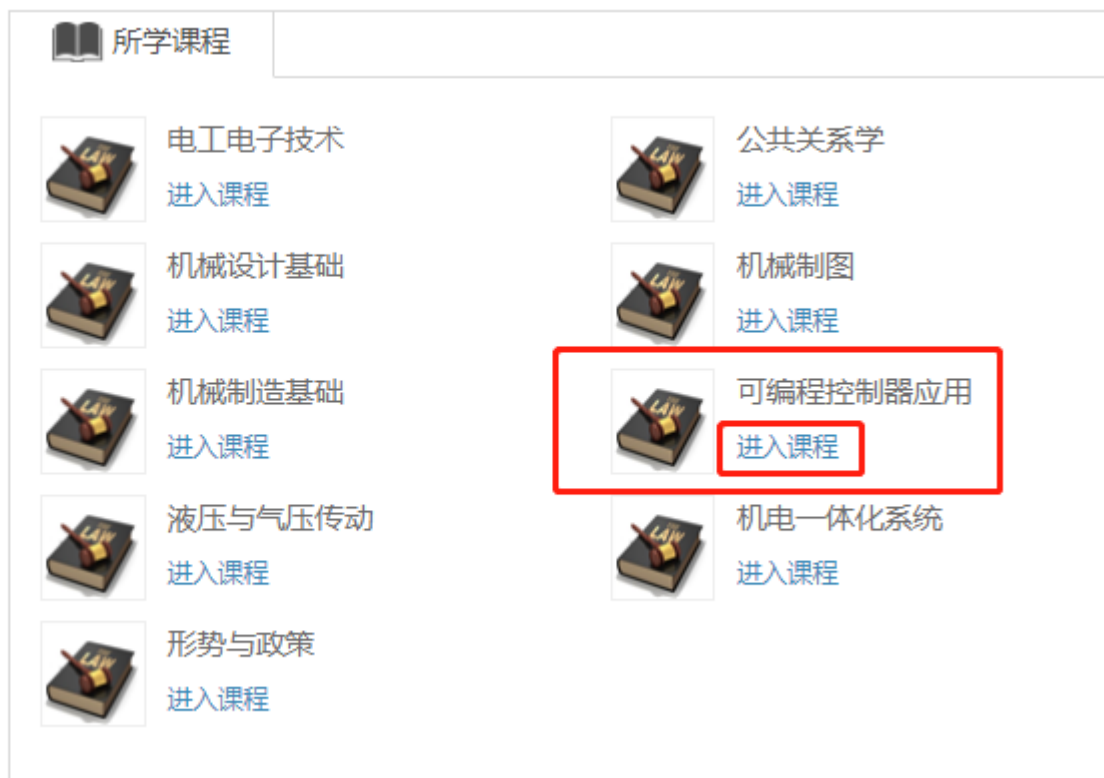 所学课程
电工电子技术
进入课程
公共关系学
进入课程
机械设计基础
进入课程
机械制图
进入课程
机械制造基础
进入课程
可编程控制器应用
进入课程
液压与气压传动
进入课程
机电一体化系统
进入课程
形势与政策
进入课程